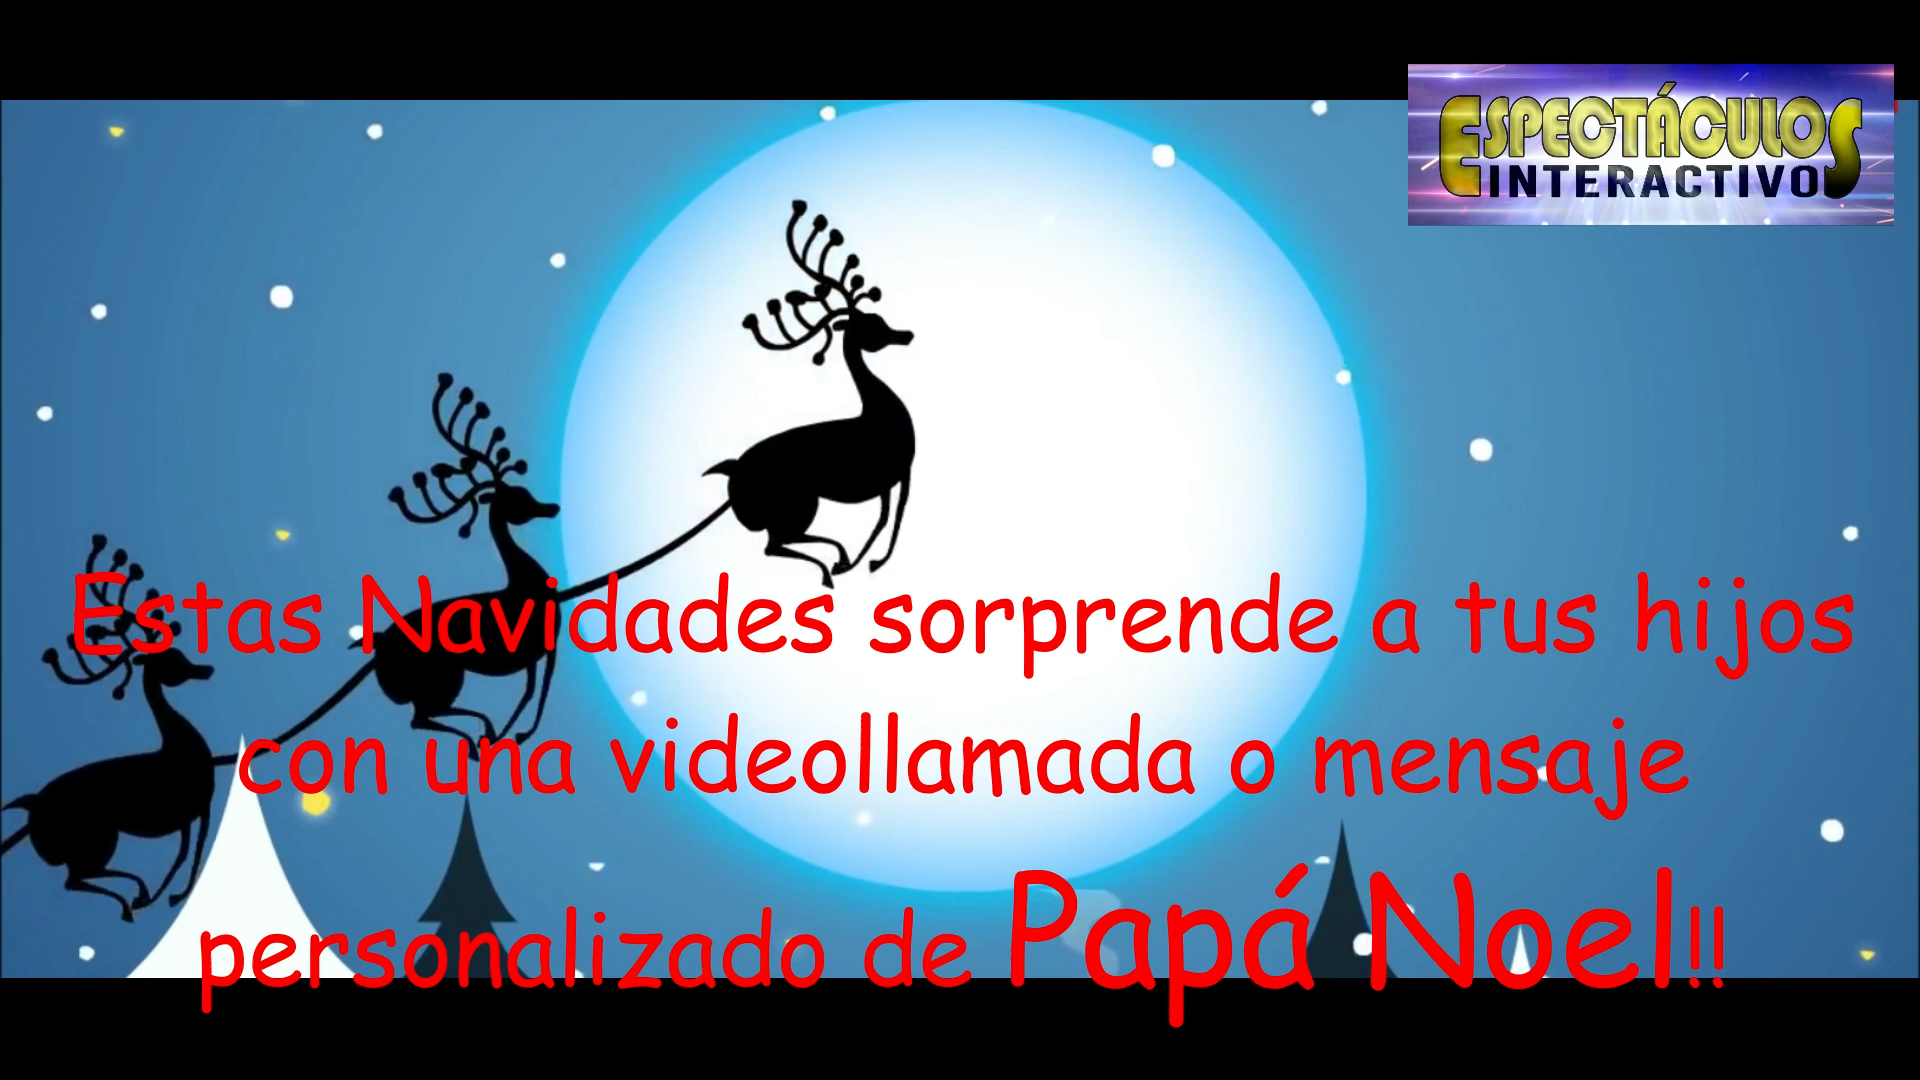 ESPECTÁCULOS
INTERACTIVOS
Estas Navidades sorprende a tus hijos
con una videollamada o mensaje
personalizado de Papá Noel!!